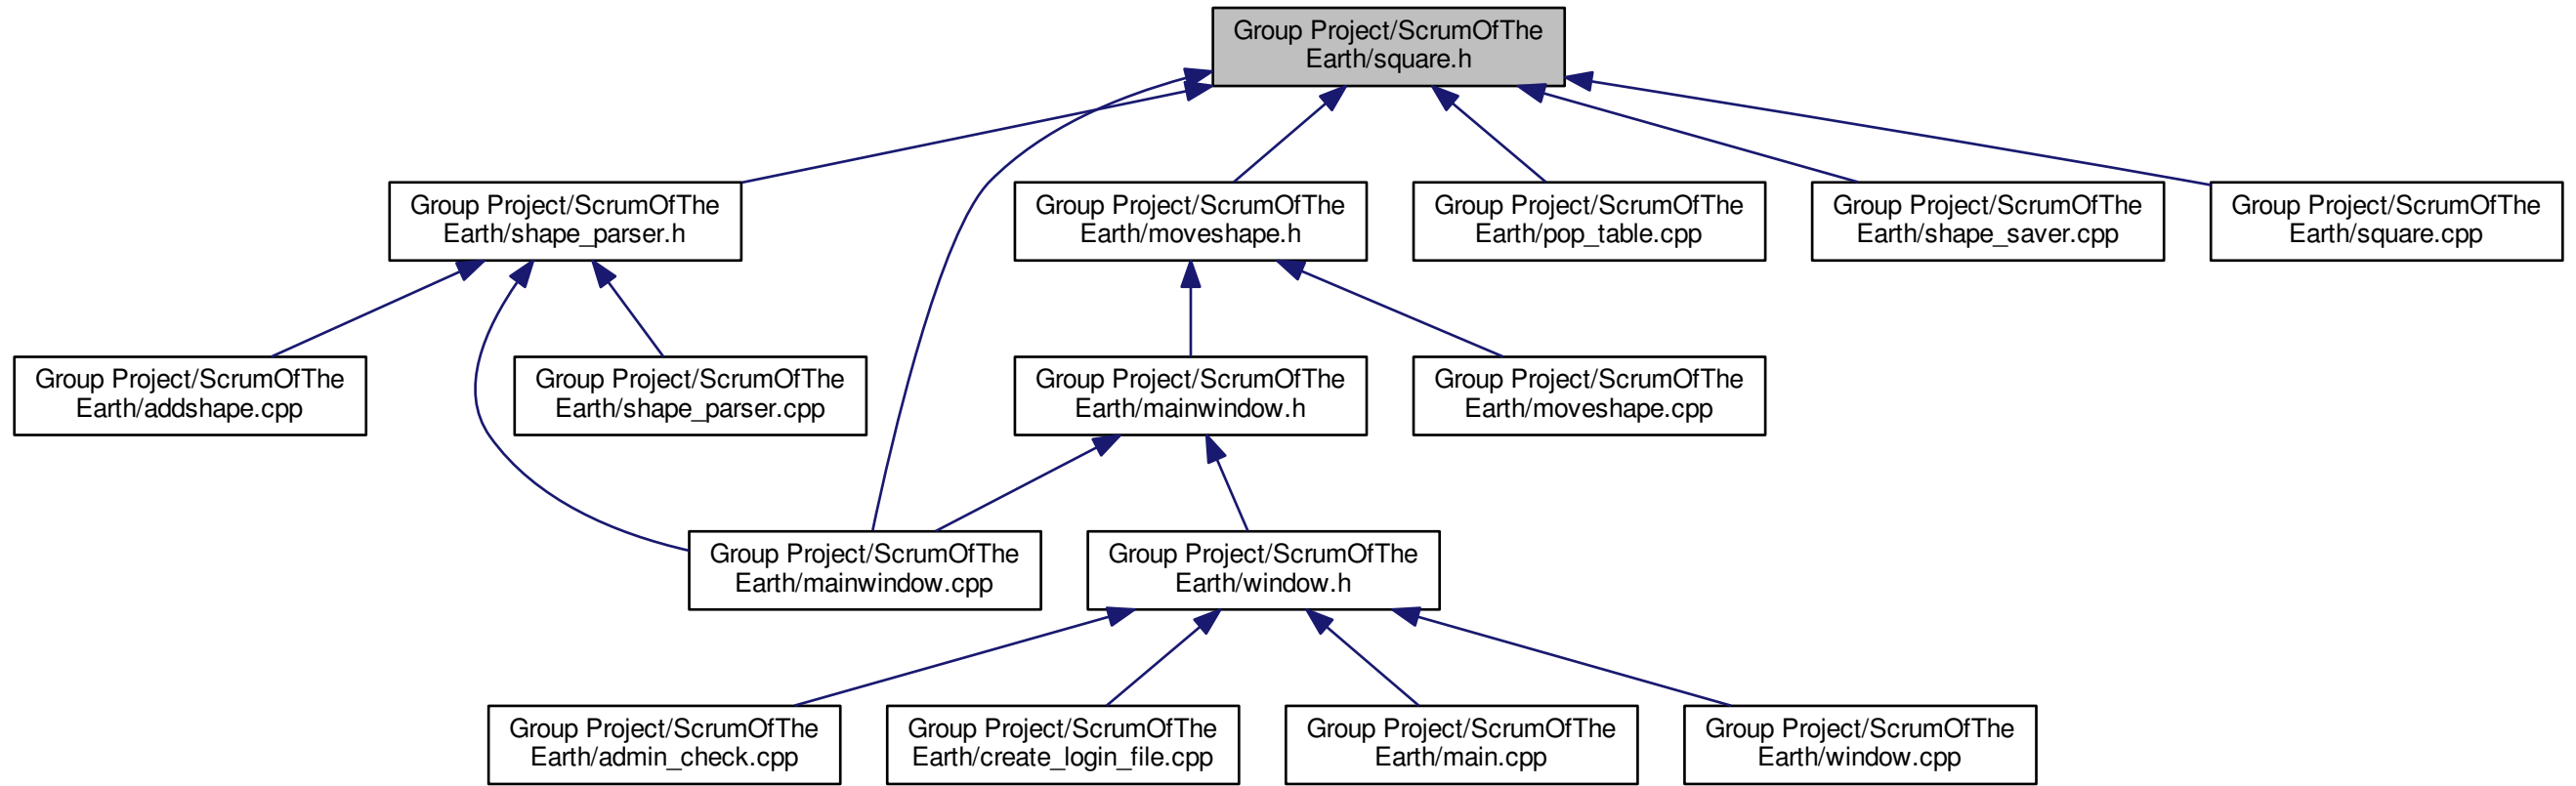 Group Project/ScrumOfThe
Earth/square.h
Group Project/ScrumOfThe
Earth/shape_parser.h
Group Project/ScrumOfThe
Earth/moveshape.h
Group Project/ScrumOfThe
Earth/pop_table.cpp
Group Project/ScrumOfThe
Earth/shape_saver.cpp
Group Project/ScrumOfThe
Earth/square.cpp
Group Project/ScrumOfThe
Earth/addshape.cpp
Group Project/ScrumOfThe
Earth/shape_parser.cpp
Group Project/ScrumOfThe
Earth/mainwindow.h
Group Project/ScrumOfThe
Earth/moveshape.cpp
Group Project/ScrumOfThe
Earth/mainwindow.cpp
Group Project/ScrumOfThe
Earth/window.h
Group Project/ScrumOfThe
Earth/admin_check.cpp
Group Project/ScrumOfThe
Earth/create_login_file.cpp
Group Project/ScrumOfThe
Earth/main.cpp
Group Project/ScrumOfThe
Earth/window.cpp